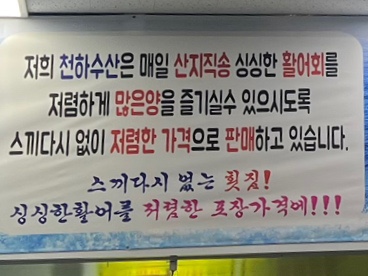 저희 천하수산은 매일 산지직송 싱싱한 활어회를
저렴하게 많은양을 즐기실수 있으시도록
스끼다시 없이 저렴한 가격으로 판매하고 있습니다.
스끼다시 없는 횟집!
싱싱한활어를 저렴한 포장가격에!!!